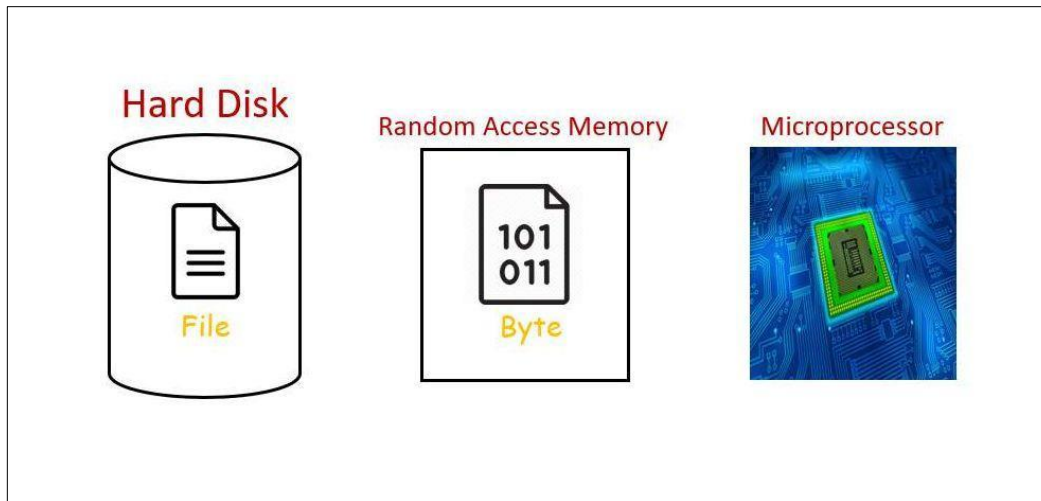 Hard Disk
Random Access Memory
Microprocessor
File
101
011
Byte